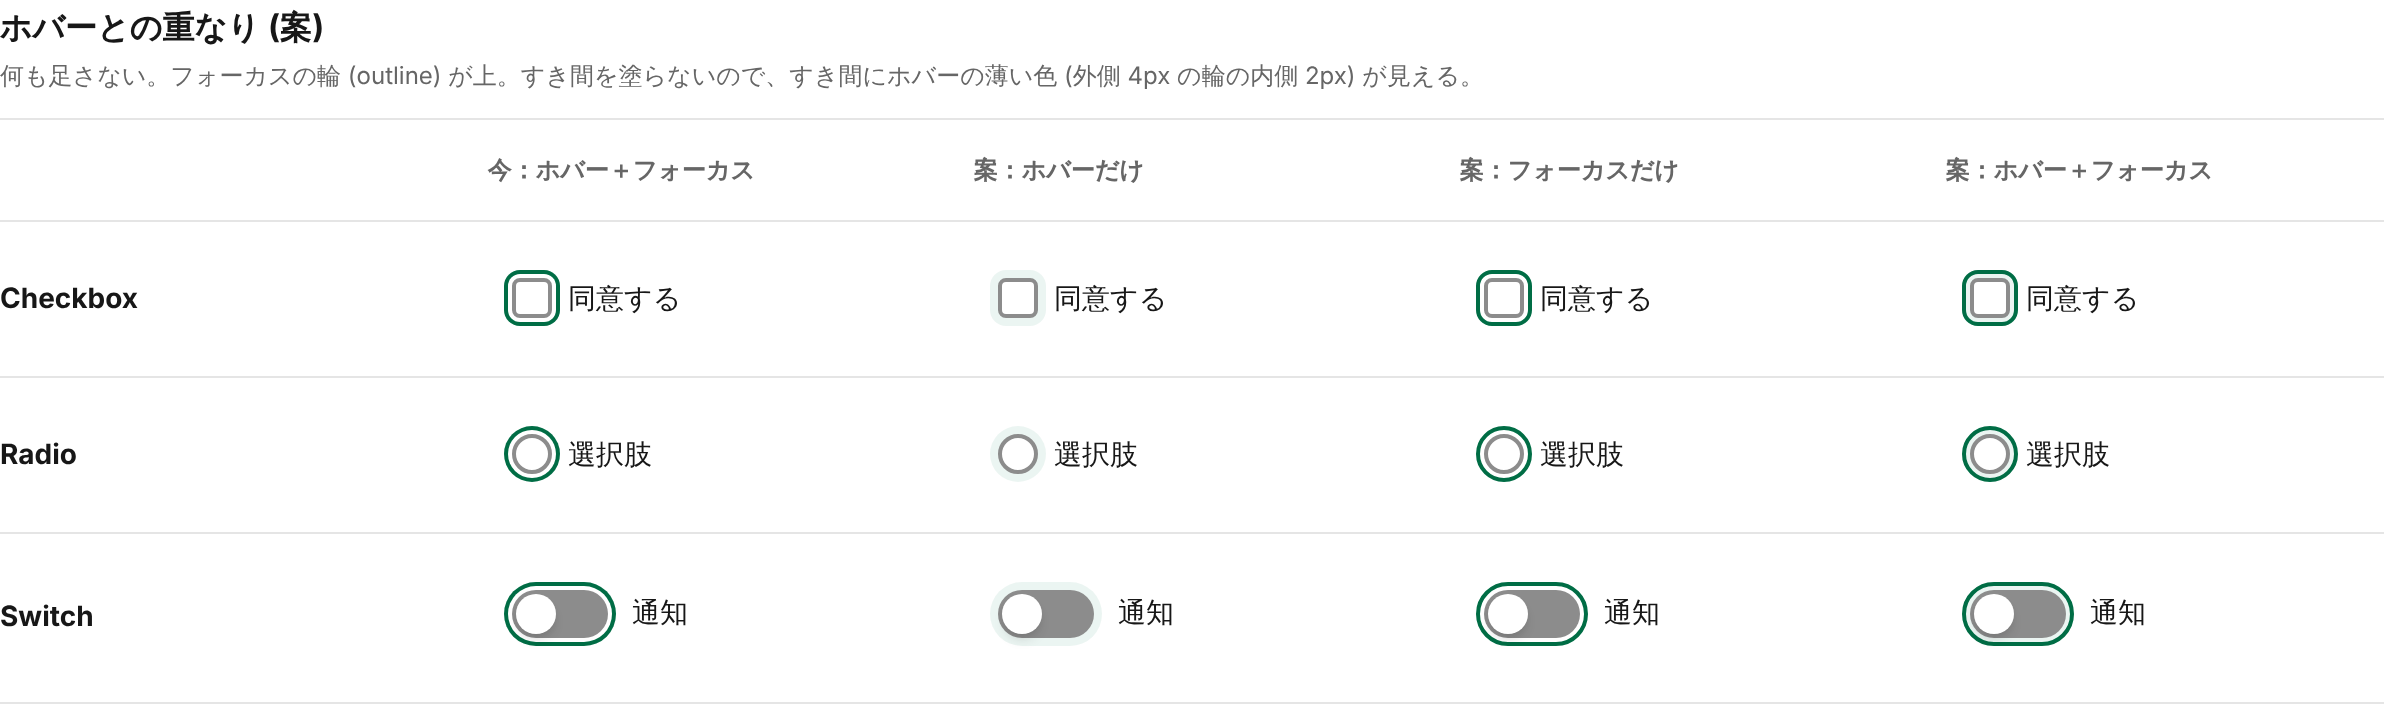 ホバーとの重なり (案)
何も足さない。フォーカスの輪 (outline) が上。すき間を塗らないので、すき間にホバーの薄い色 (外側 4px の輪の内側 2px) が見える。
今：ホバー＋フォーカス 案：ホバーだけ 案：フォーカスだけ 案：ホバー＋フォーカス
Checkbox 同意する 同意する 同意する 同意する
Radio 選択肢 選択肢 選択肢 選択肢
Switch 通知 通知 通知 通知